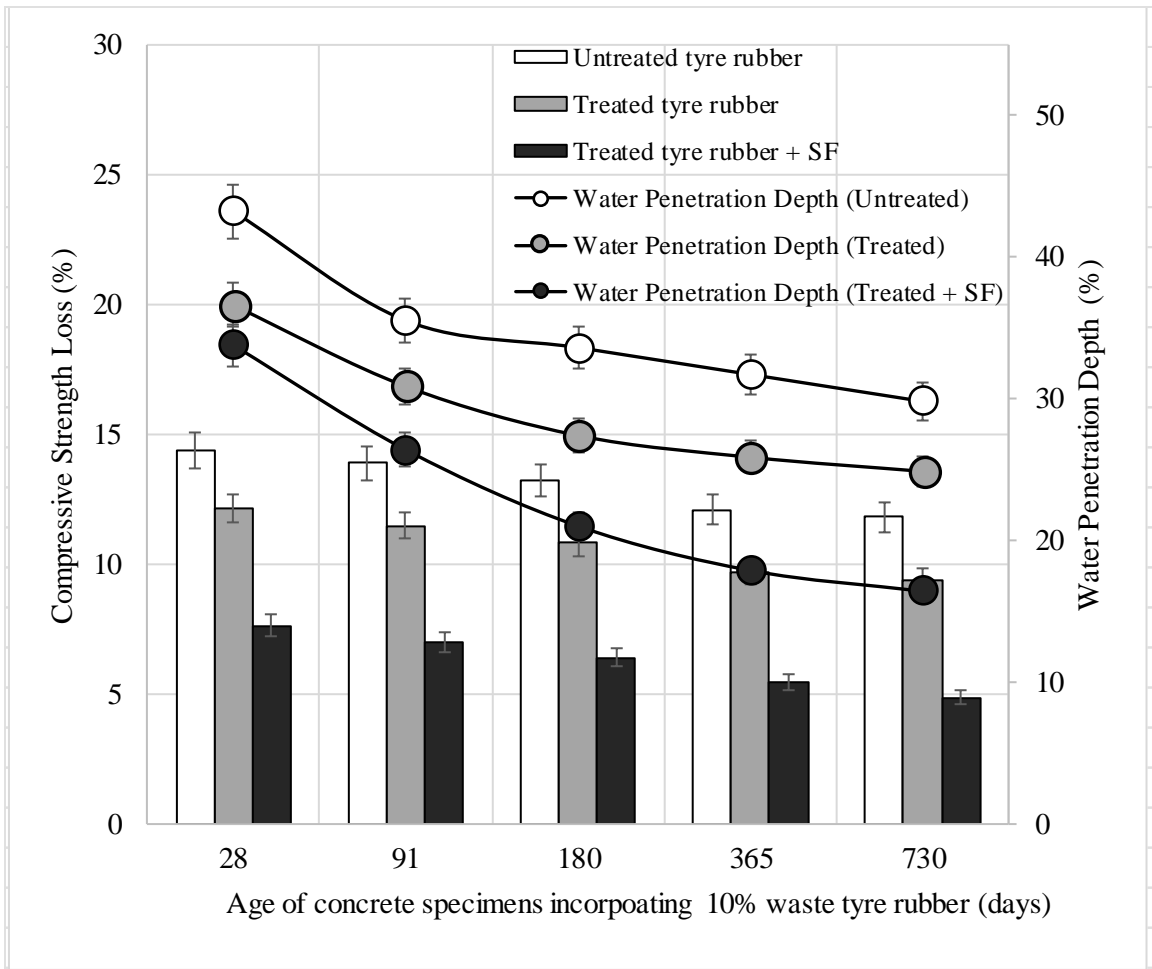 30
25
20
15
10
5
0
Compressive Strength Loss (%)
Untreated tyre rubber
Treated tyre rubber
Treated tyre rubber + SF
Water Penetration Depth (Untreated)
Water Penetration Depth (Treated)
Water Penetration Depth (Treated + SF)
50
40
30
20
10
0
Water Penetration Depth (%)
28 91 180 365 730
Age of concrete specimens incorpoating 10% waste tyre rubber (days)